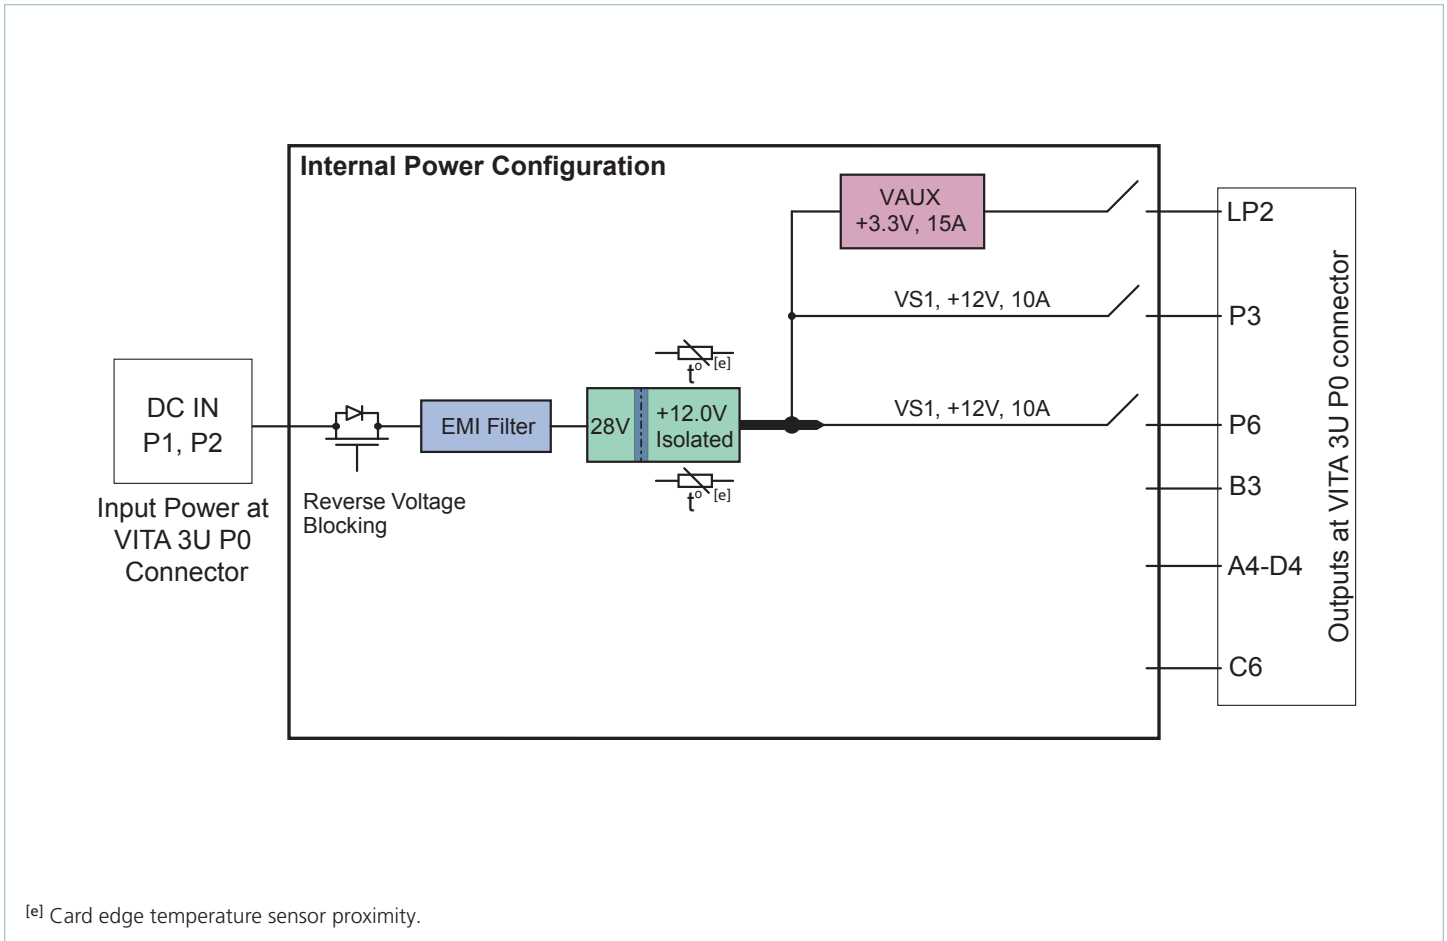 Internal Power Configuration
VAUX
+3.3V, 15A
LP2
VS1, +12V, 10A
P3
t° [e]
DC IN
P1, P2
EMI Filter
28V
+12.0V
Isolated
VS1, +12V, 10A
P6
t° [e]
B3
Input Power at
VITA 3U P0
Connector
Reverse Voltage
Blocking
A4-D4
C6
Outputs at VITA 3U P0 connector
[e] Card edge temperature sensor proximity.